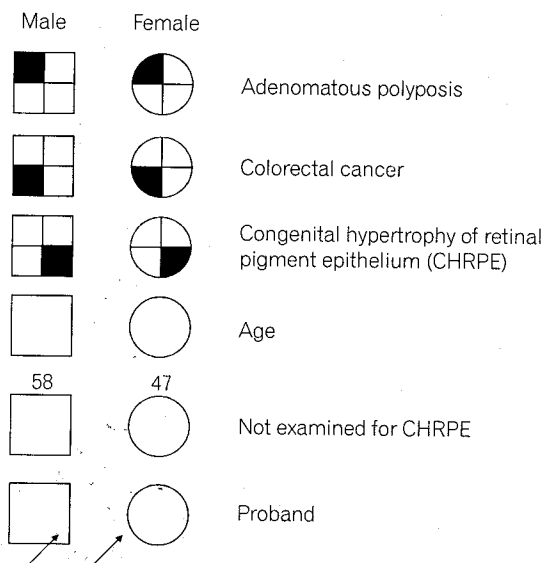 Male Female
Adenomatous polyposis
Colorectal cancer
Congenital hypertrophy of retinal
pigment epithelium (CHRPE)
Age
58 47
Not examined for CHRPE
Proband